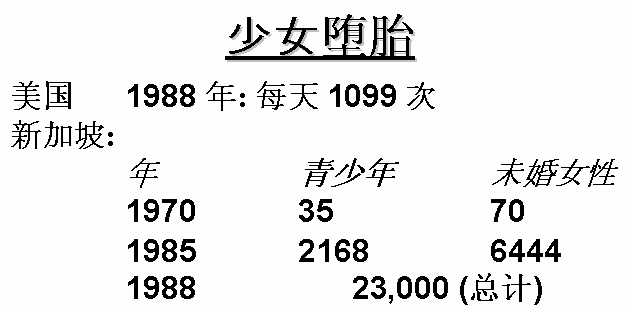 少女堕胎
美国 1988 年: 每天 1099 次
新加坡:
年 青少年 未婚女性
1970 35 70
1985 2168 6444
1988 23,000 (总计)